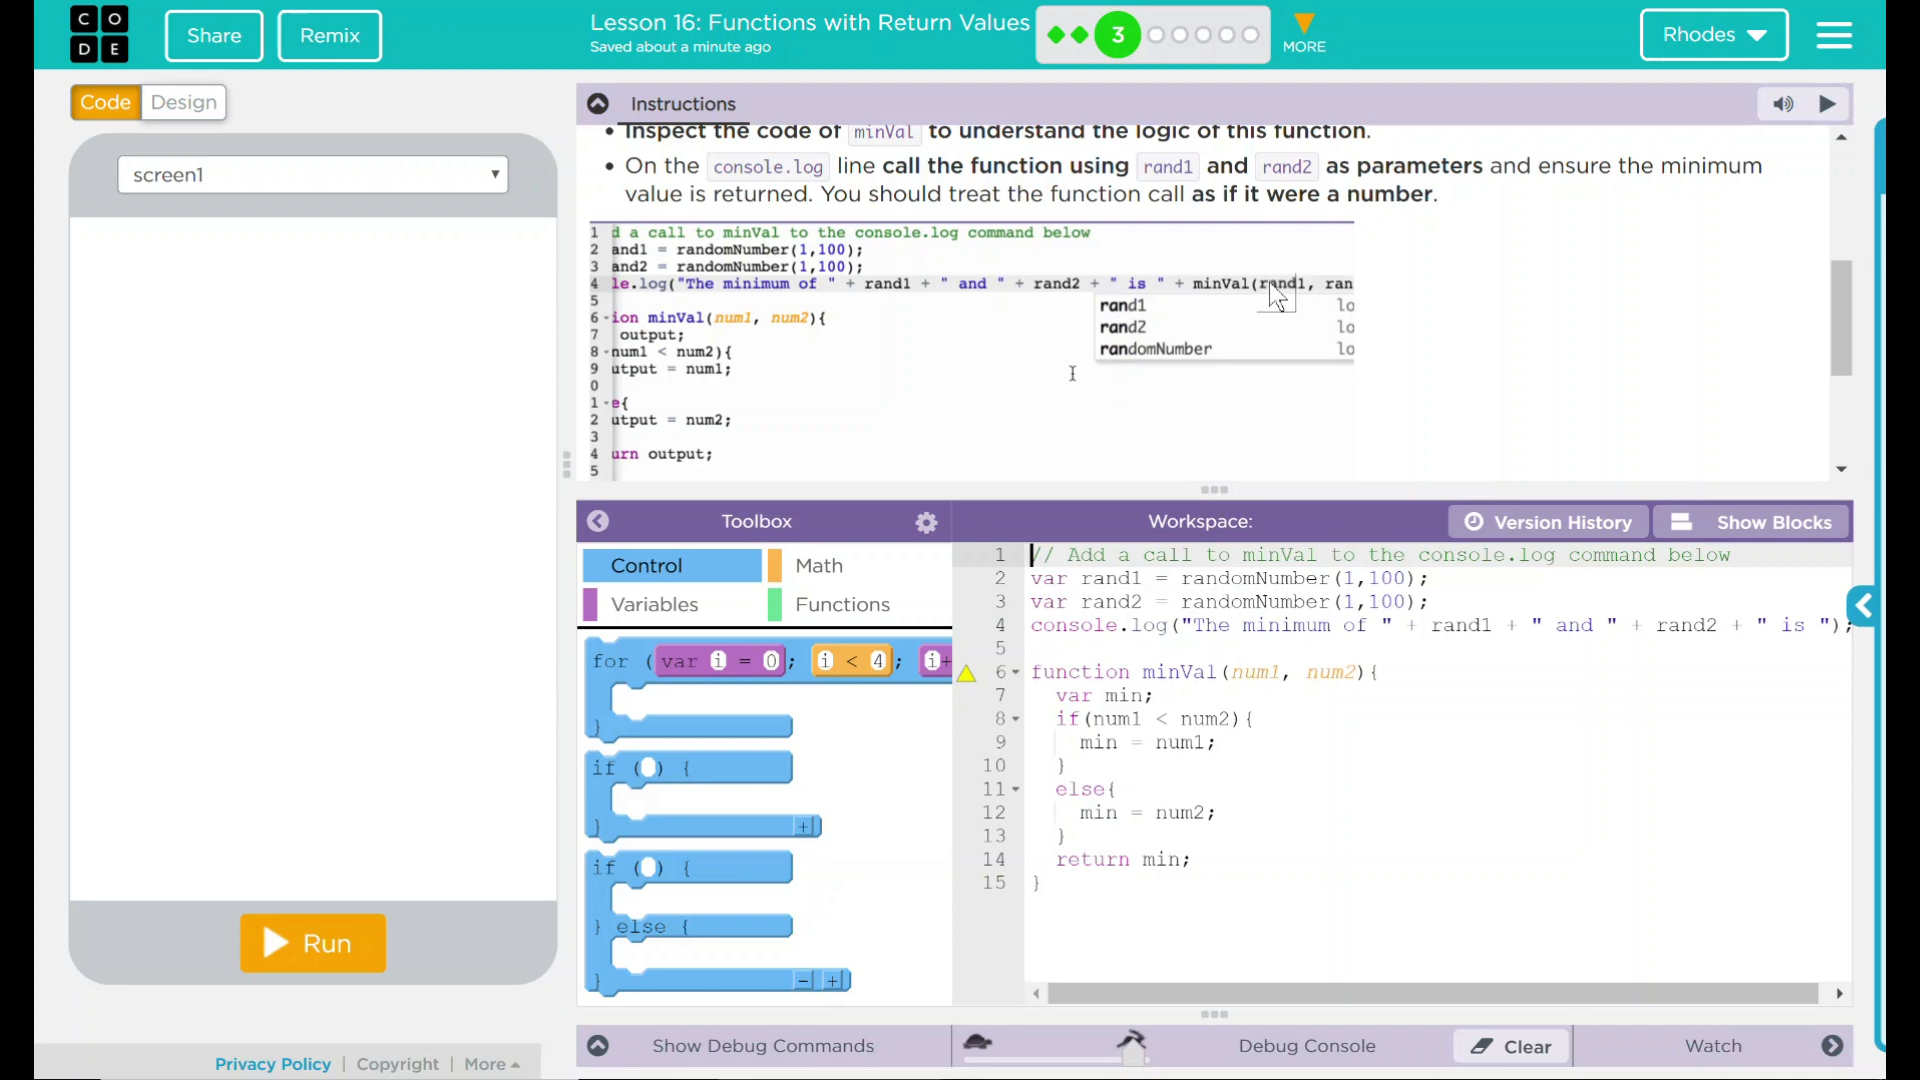 C O
D E
Share
Remix
Lesson 16: Functions with Return Values
Saved about a minute ago
3
MORE
Rhodes
Code
Design
Instructions
screen1
• Inspect the code of minVal to understand the logic of this function.
• On the console.log line call the function using rand1 and rand2 as parameters and ensure the minimum
value is returned. You should treat the function call as if it were a number.
1 d a call to minVal to the console.log command below
2 and1 = randomNumber(1,100);
3 and2 = randomNumber(1,100);
4 le.log("The minimum of " + rand1 + " and " + rand2 + " is " + minVal(rand1, ran
5
6 ion minVal(num1, num2){
7 output;
8 num1 < num2){
9 utput = num1;
0
1 e{
2 utput = num2;
3
4 urn output;
5
rand1 lo
rand2 lo
randomNumber lo
Toolbox
Workspace:
Version History
Show Blocks
Control
Math
Variables
Functions
for (var i = 0; i < 4; i+
}
if () {
} +
if () {
} else {
} - +
1 // Add a call to minVal to the console.log command below
2 var rand1 = randomNumber(1,100);
3 var rand2 = randomNumber(1,100);
4 console.log("The minimum of " + rand1 + " and " + rand2 + " is ");
5
6 function minVal(num1, num2){
7 var min;
8 if(num1 < num2){
9 min = num1;
10 }
11 else{
12 min = num2;
13 }
14 return min;
15 }
Run
Show Debug Commands
Debug Console
Clear
Watch
Privacy Policy | Copyright | More